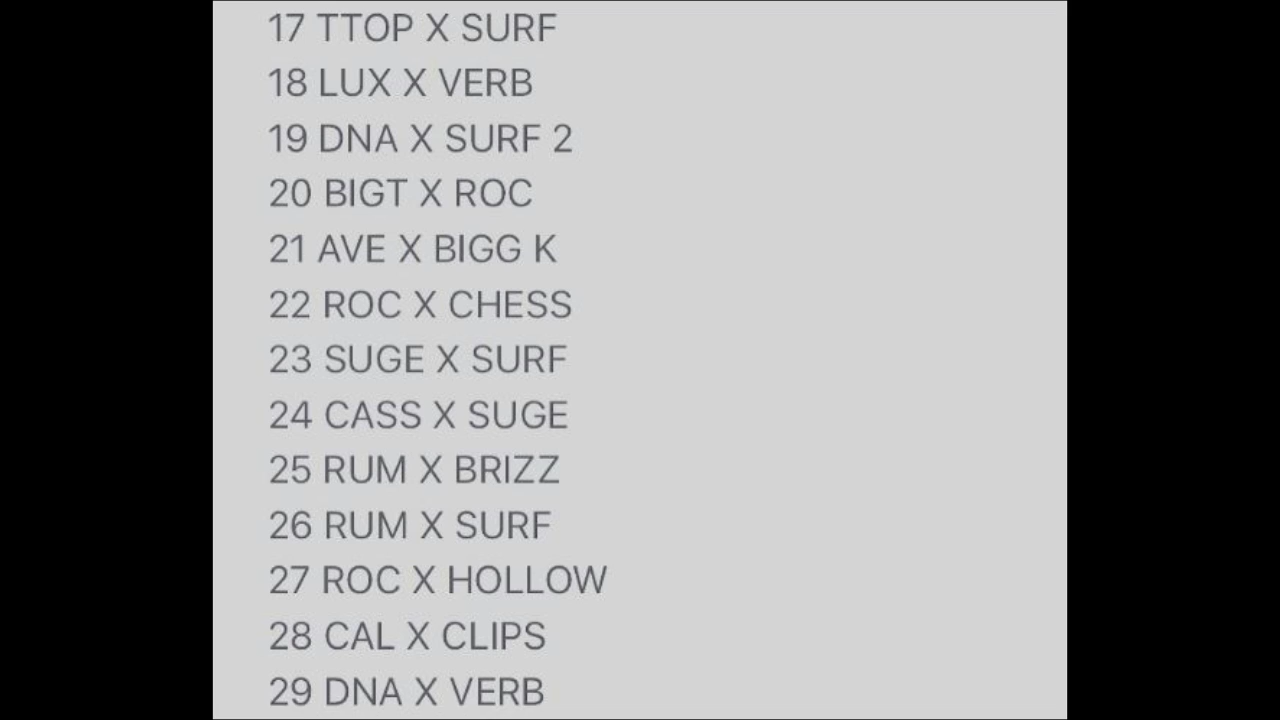 17 TTOP X SURF
18 LUX X VERB
19 DNA X SURF 2
20 BIGT X ROC
21 AVE X BIGG K
22 ROC X CHESS
23 SUGE X SURF
24 CASS X SUGE
25 RUM X BRIZZ
26 RUM X SURF
27 ROC X HOLLOW
28 CAL X CLIPS
29 DNA X VERB